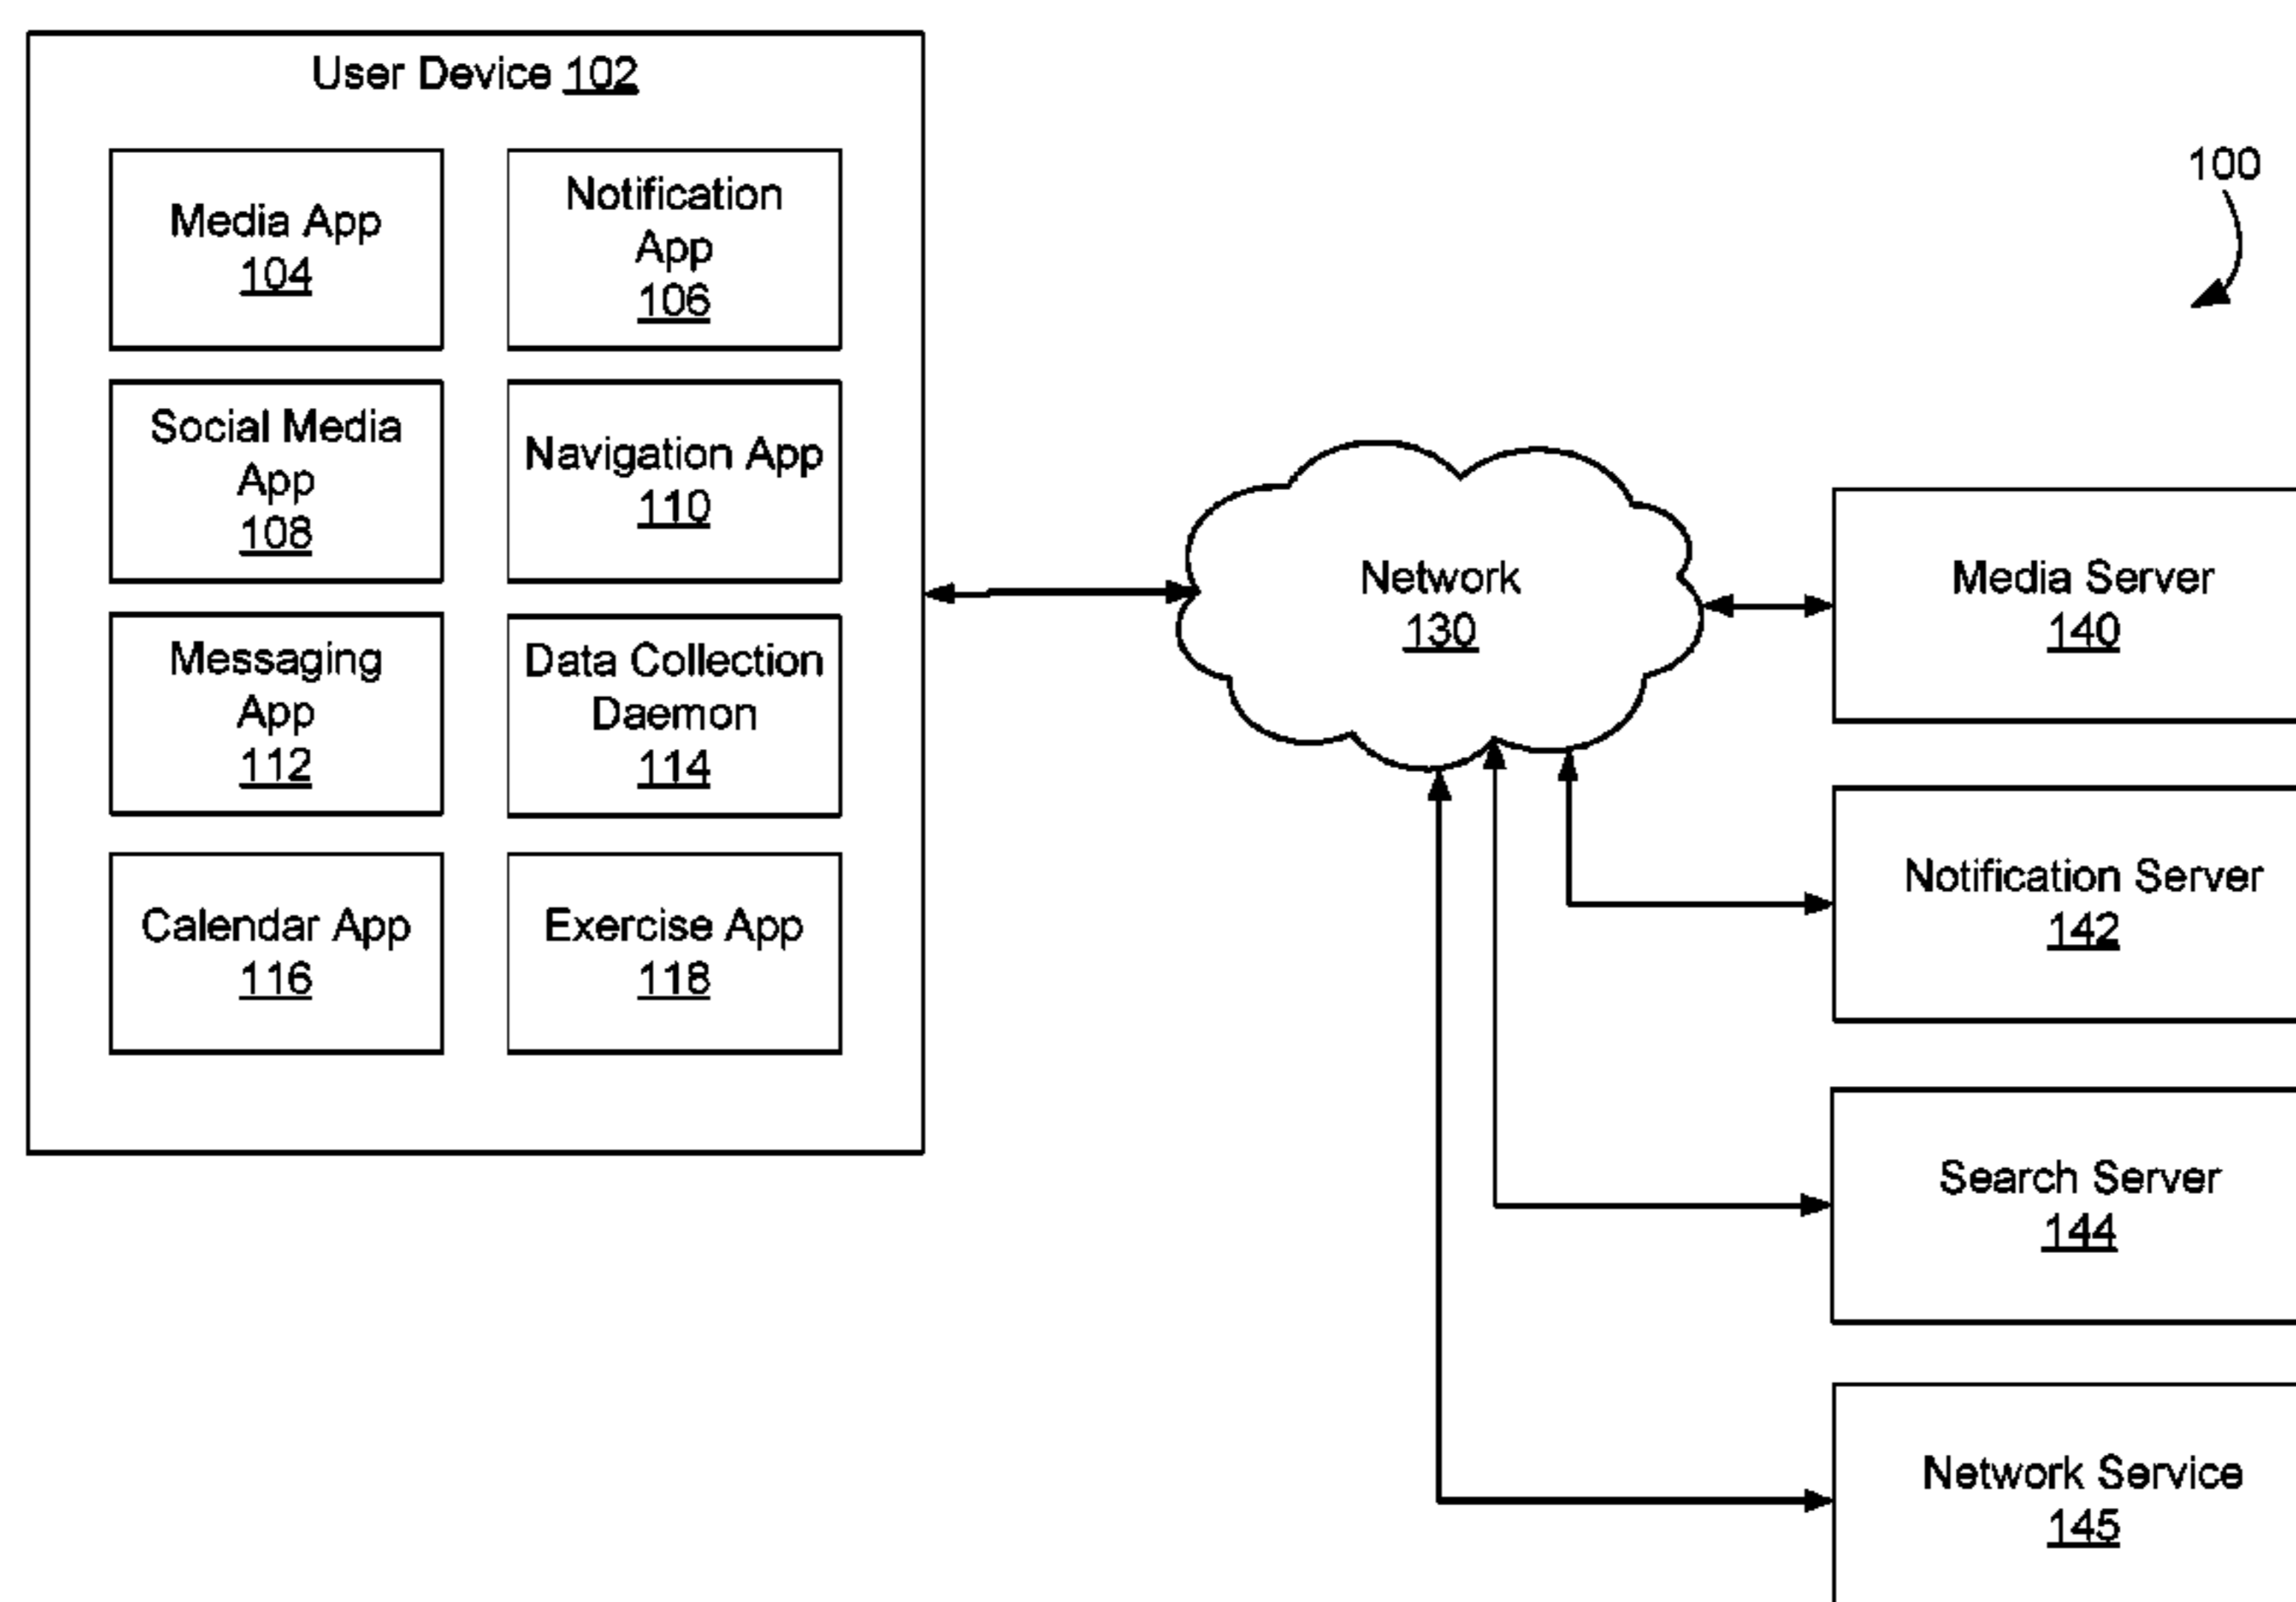 User Device 102
Media App
104
Notification
App
106
Social Media
App
108
Navigation App
110
Messaging
App
112
Data Collection
Daemon
114
Calendar App
116
Exercise App
118
100
Network
130
Media Server
140
Notification Server
142
Search Server
144
Network Service
145